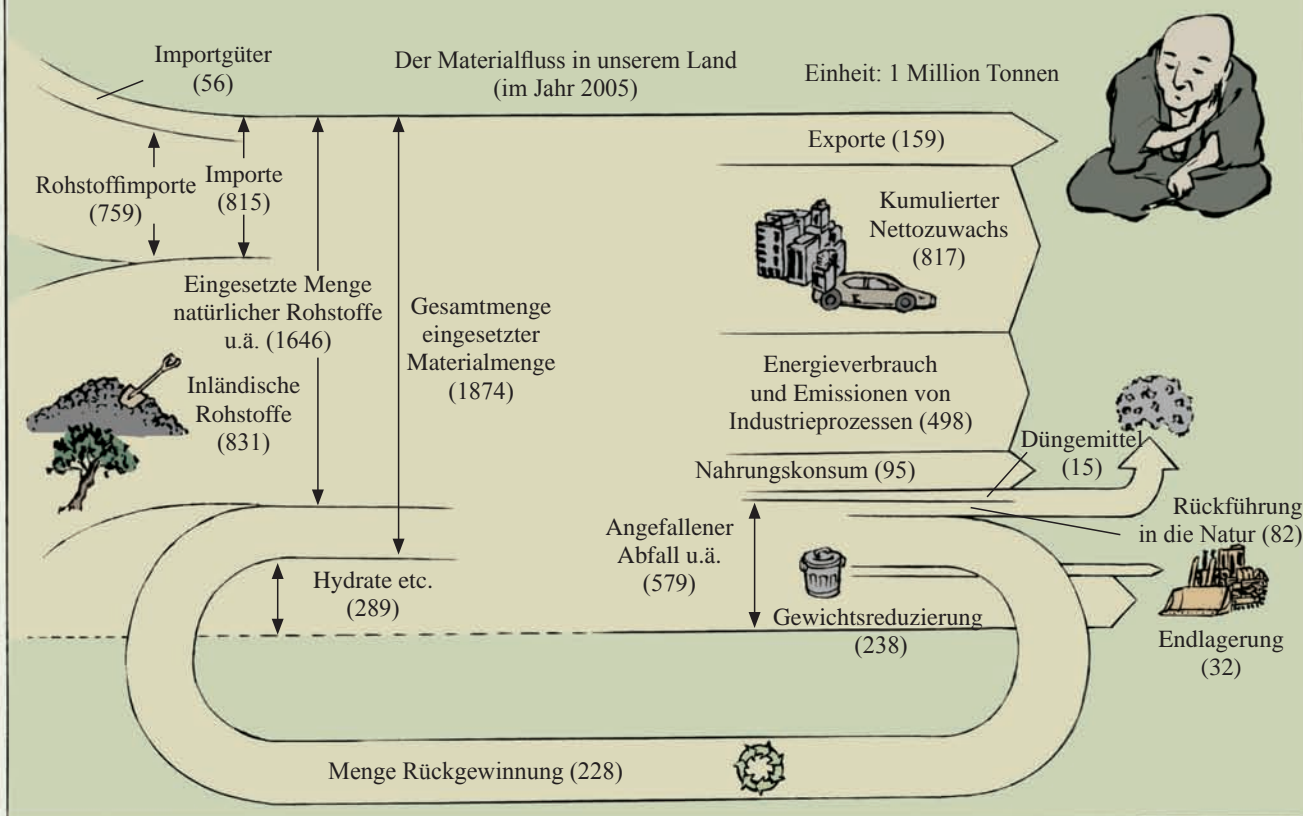 Importgüter
(56)
Der Materialfluss in unserem Land
(im Jahr 2005)
Einheit: 1 Million Tonnen
Rohstoffimporte
(759)
Importe
(815)
Exporte (159)
Kumulierter
Nettozuwachs
(817)
Eingesetzte Menge
natürlicher Rohstoffe
u.ä. (1646)
Gesamtmenge
eingesetzter
Materialmenge
(1874)
Inländische
Rohstoffe
(831)
Energieverbrauch
und Emissionen von
Industrieprozessen (498)
Düngemittel
(15)
Nahrungskonsum (95)
Rückführung
in die Natur (82)
Angefallener
Abfall u.ä.
(579)
Hydrate etc.
(289)
Gewichtsreduzierung
(238)
Endlagerung
(32)
Menge Rückgewinnung (228)